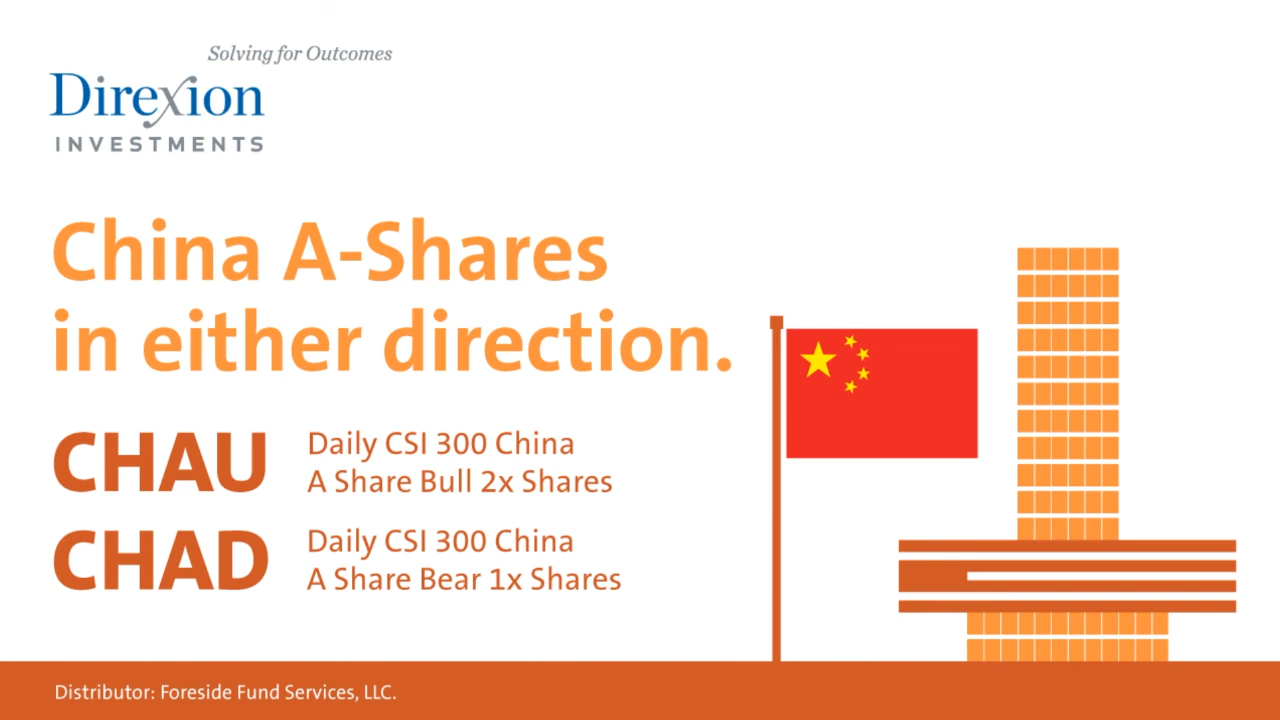 Solving for Outcomes
Direxion
INVESTMENTS
China A-Shares
in either direction.
CHAU
Daily CSI 300 China
A Share Bull 2x Shares
CHAD
Daily CSI 300 China
A Share Bear 1x Shares
Distributor: Foreside Fund Services, LLC.